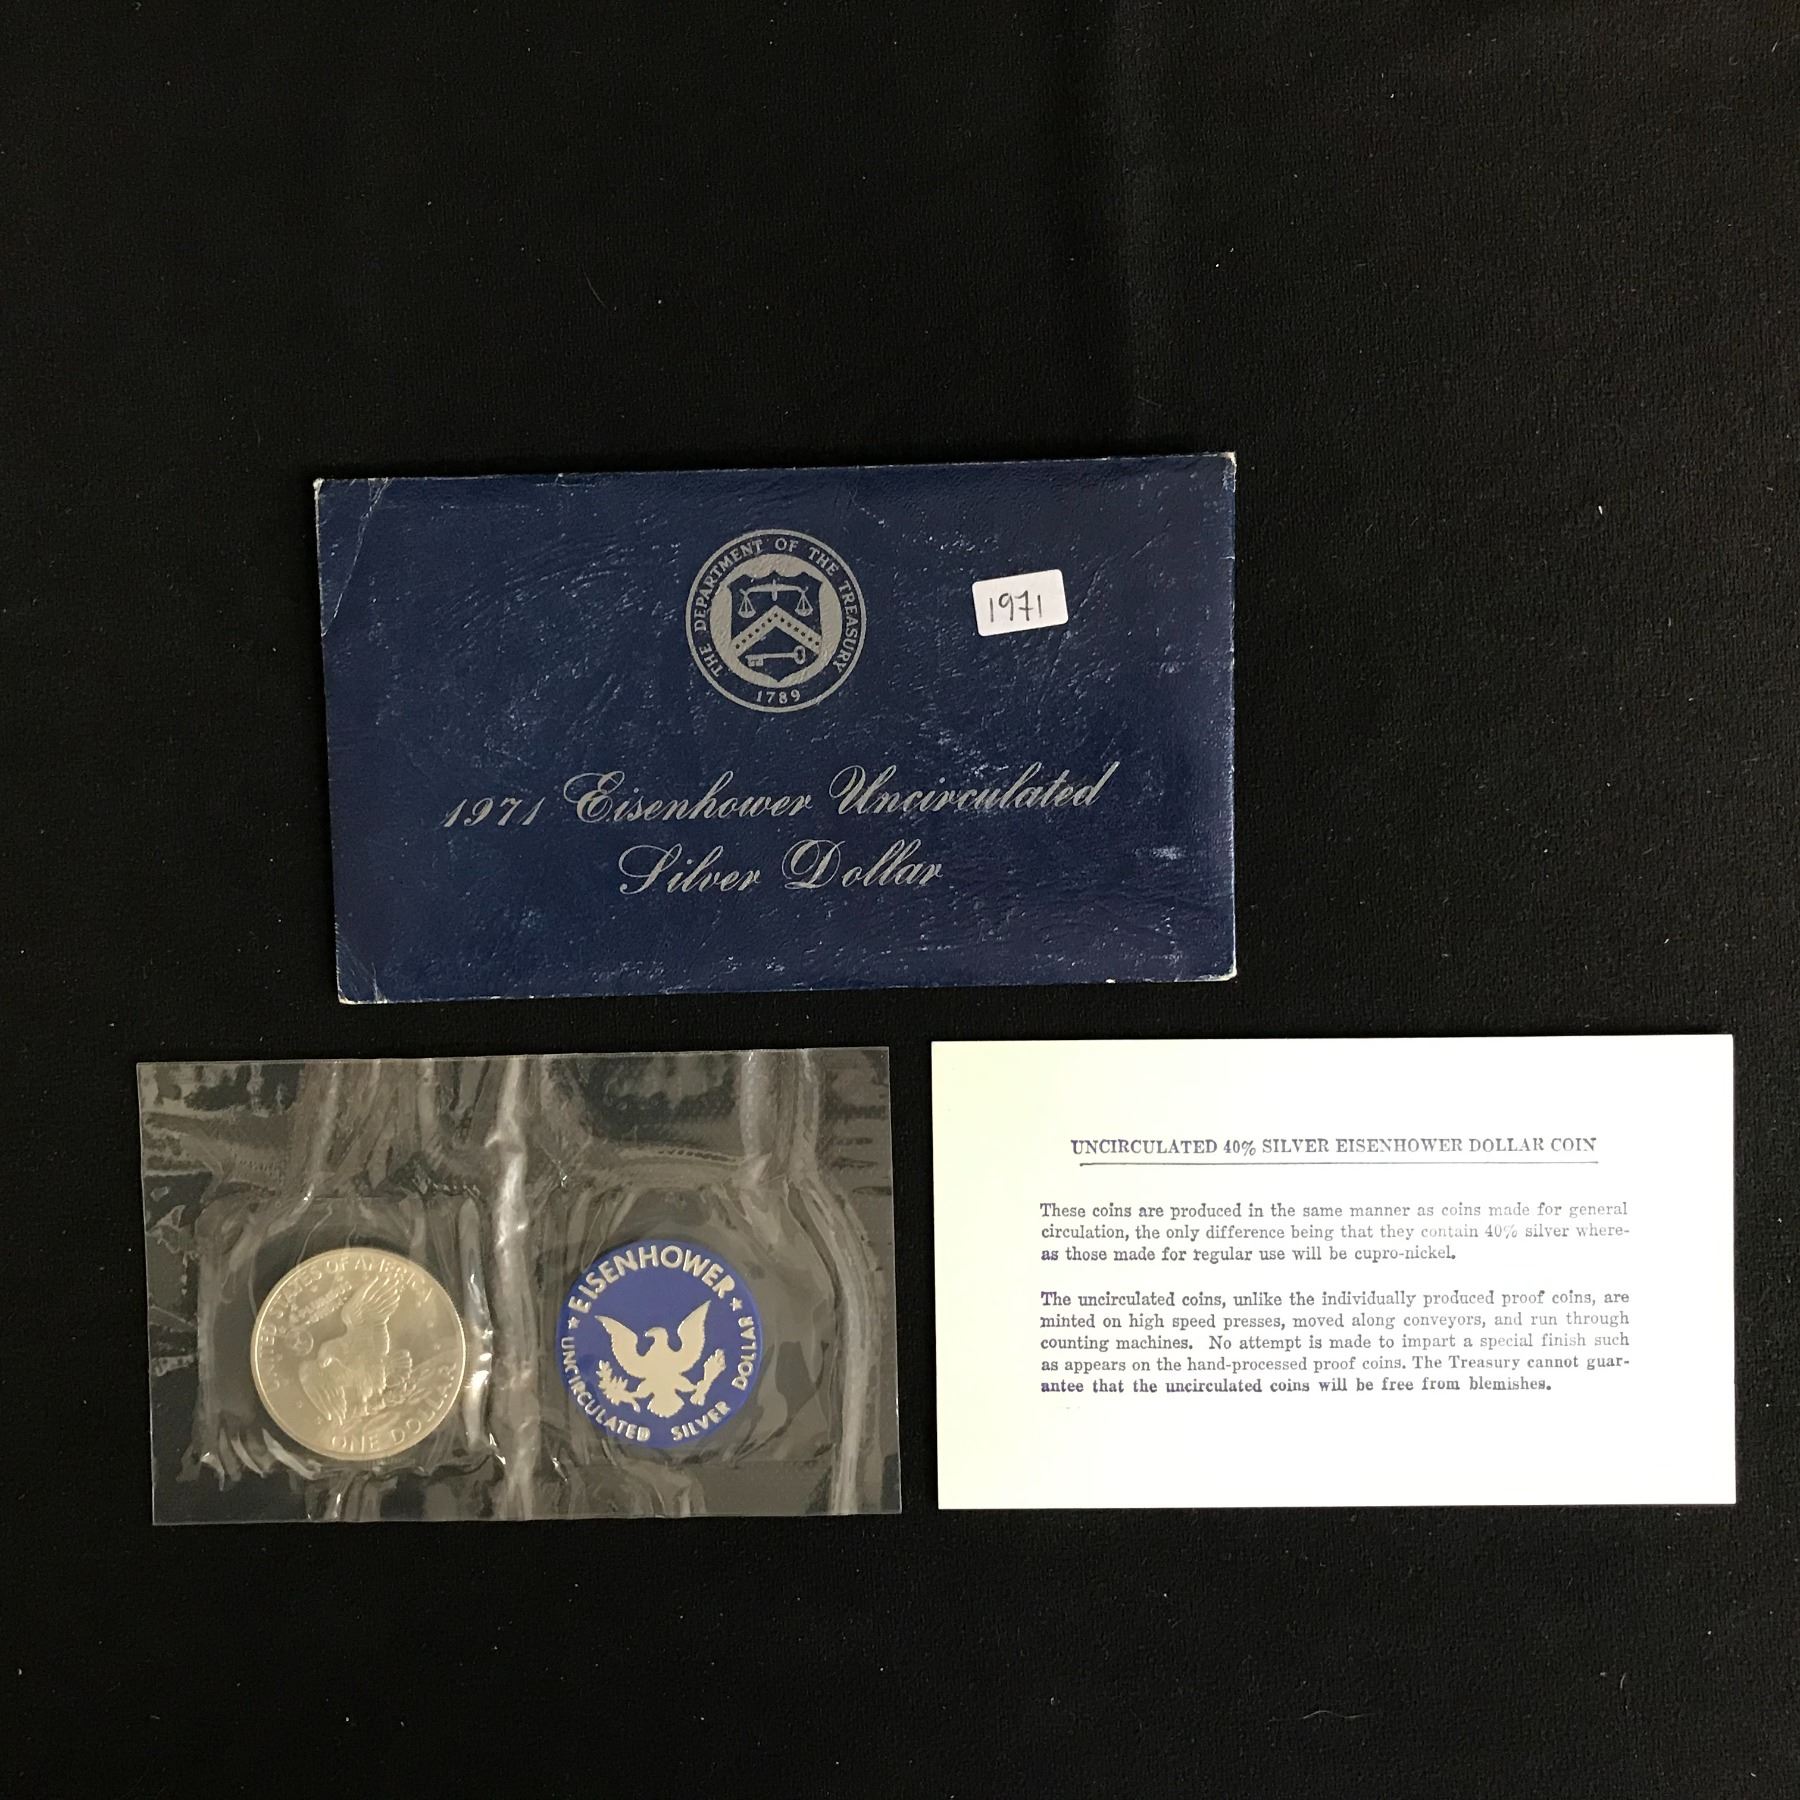 THE DEPARTMENT OF THE TREASURY
1789
1971
1971 Eisenhower Uncirculated
Silver Dollar
UNITED STATES OF AMERICA
ONE DOLLAR
EISENHOWER
UNCIRCULATED SILVER DOLLAR
UNCIRCULATED 40% SILVER EISENHOWER DOLLAR COIN
These coins are produced in the same manner as coins made for general
circulation, the only difference being that they contain 40% silver where-
as those made for regular use will be cupro-nickel.
The uncirculated coins, unlike the individually produced proof coins, are
minted on high speed presses, moved along conveyors, and run through
counting machines. No attempt is made to impart a special finish such
as appears on the hand-processed proof coins. The Treasury cannot guar-
antee that the uncirculated coins will be free from blemishes.